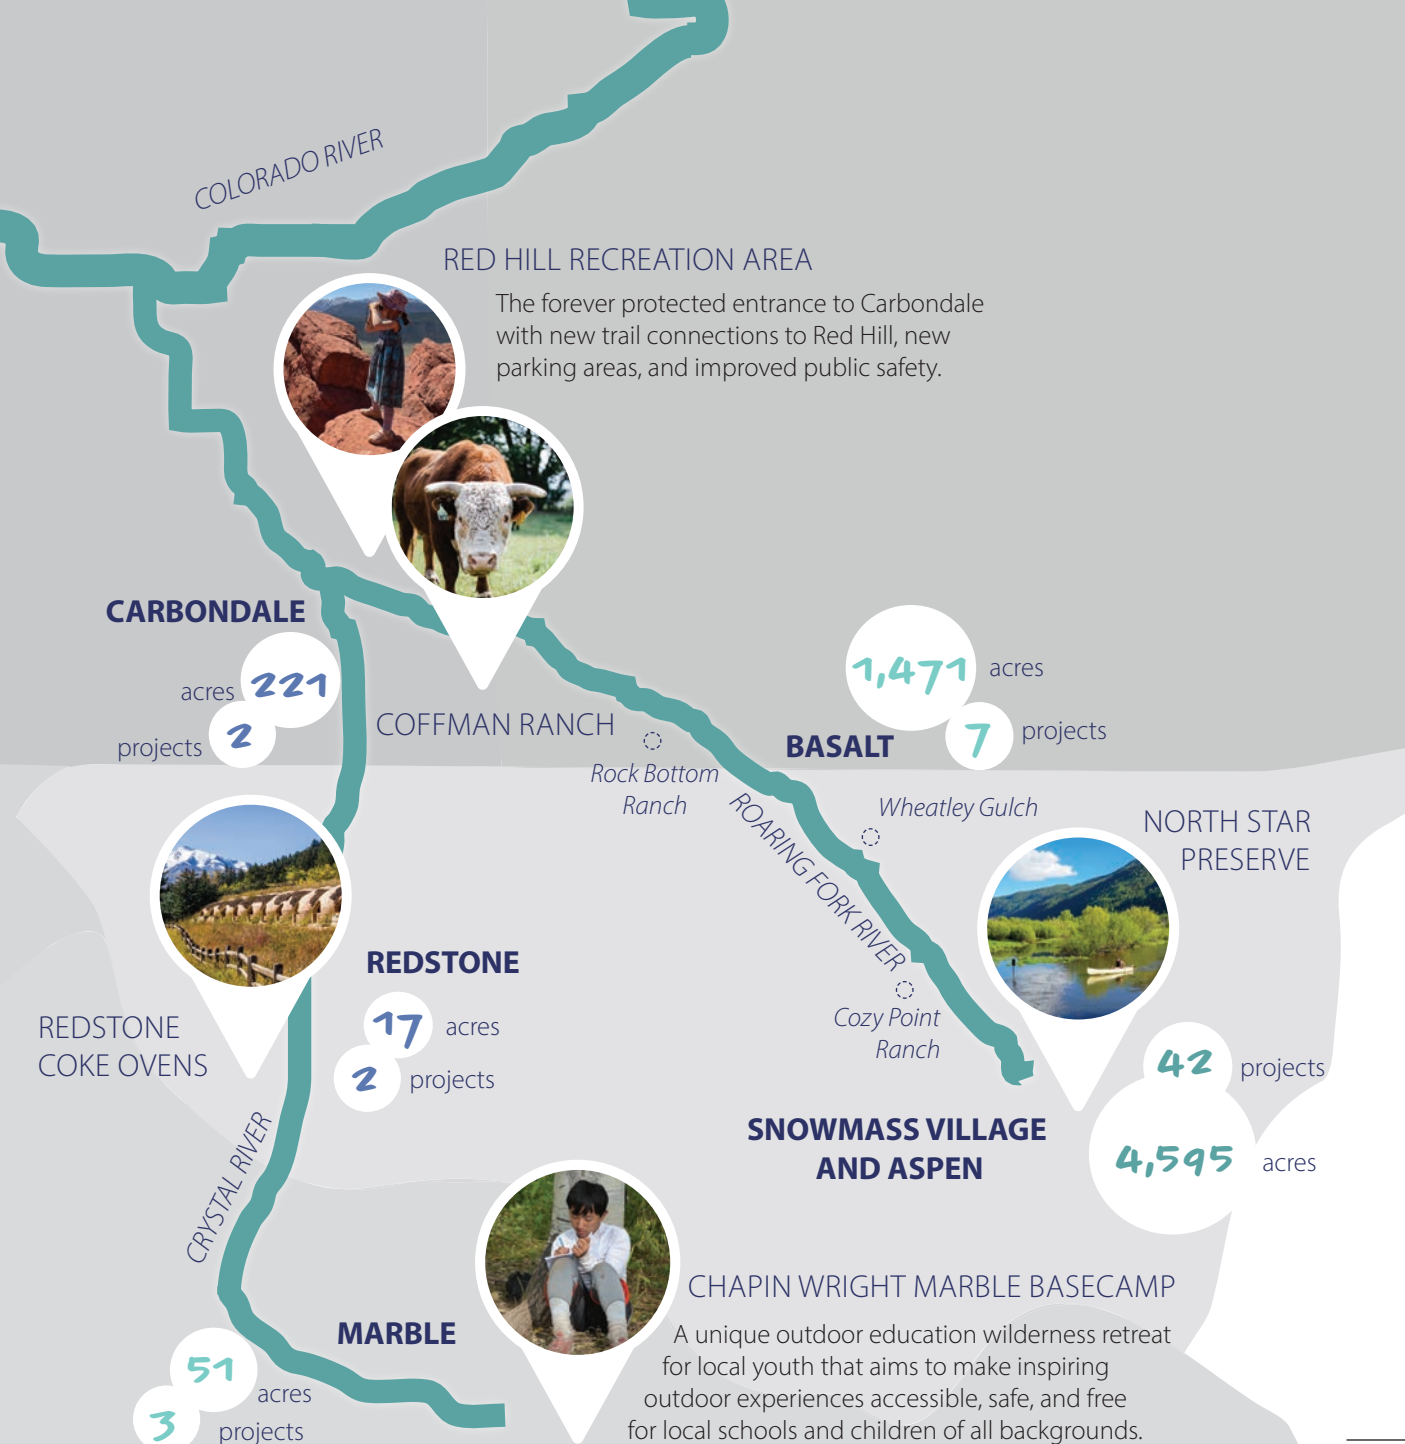 COLORADO RIVER
RED HILL RECREATION AREA
The forever protected entrance to Carbondale
with new trail connections to Red Hill, new
parking areas, and improved public safety.
CARBONDALE
acres 221
projects 2
COFFMAN RANCH
Rock Bottom
Ranch
1,471 acres
7 projects
BASALT
ROARING FORK RIVER
Wheatley Gulch
NORTH STAR
PRESERVE
REDSTONE
17 acres
2 projects
REDSTONE
COKE OVENS
Cozy Point
Ranch
42 projects
4,595 acres
SNOWMASS VILLAGE
AND ASPEN
CRYSTAL RIVER
CHAPIN WRIGHT MARBLE BASECAMP
A unique outdoor education wilderness retreat
for local youth that aims to make inspiring
outdoor experiences accessible, safe, and free
for local schools and children of all backgrounds.
MARBLE
51 acres
3 projects